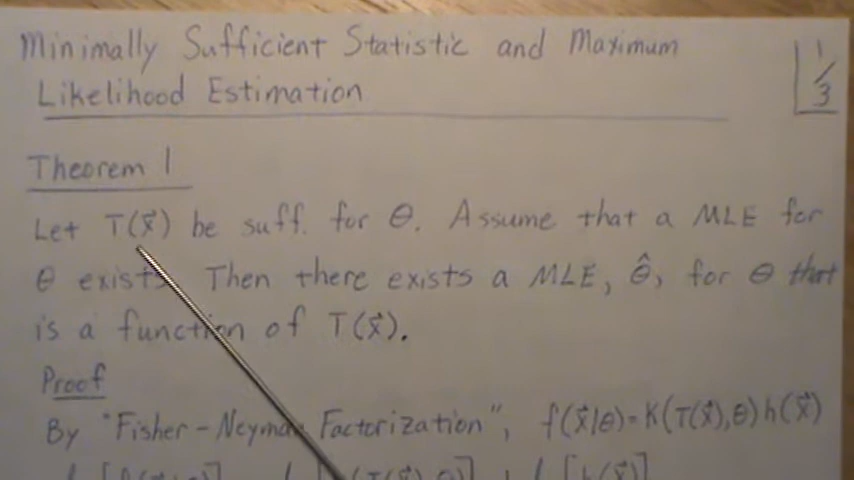 Minimally Sufficient Statistic and Maximum
Likelihood Estimation
1/3
Theorem 1
Let T(x⃗) be suff. for θ. Assume that a MLE for
θ exists. Then there exists a MLE, θ̂, for θ that
is a function of T(x⃗).
Proof
By "Fisher-Neyman Factorization", f(x⃗|θ)=K(T(x⃗),θ)h(x⃗)